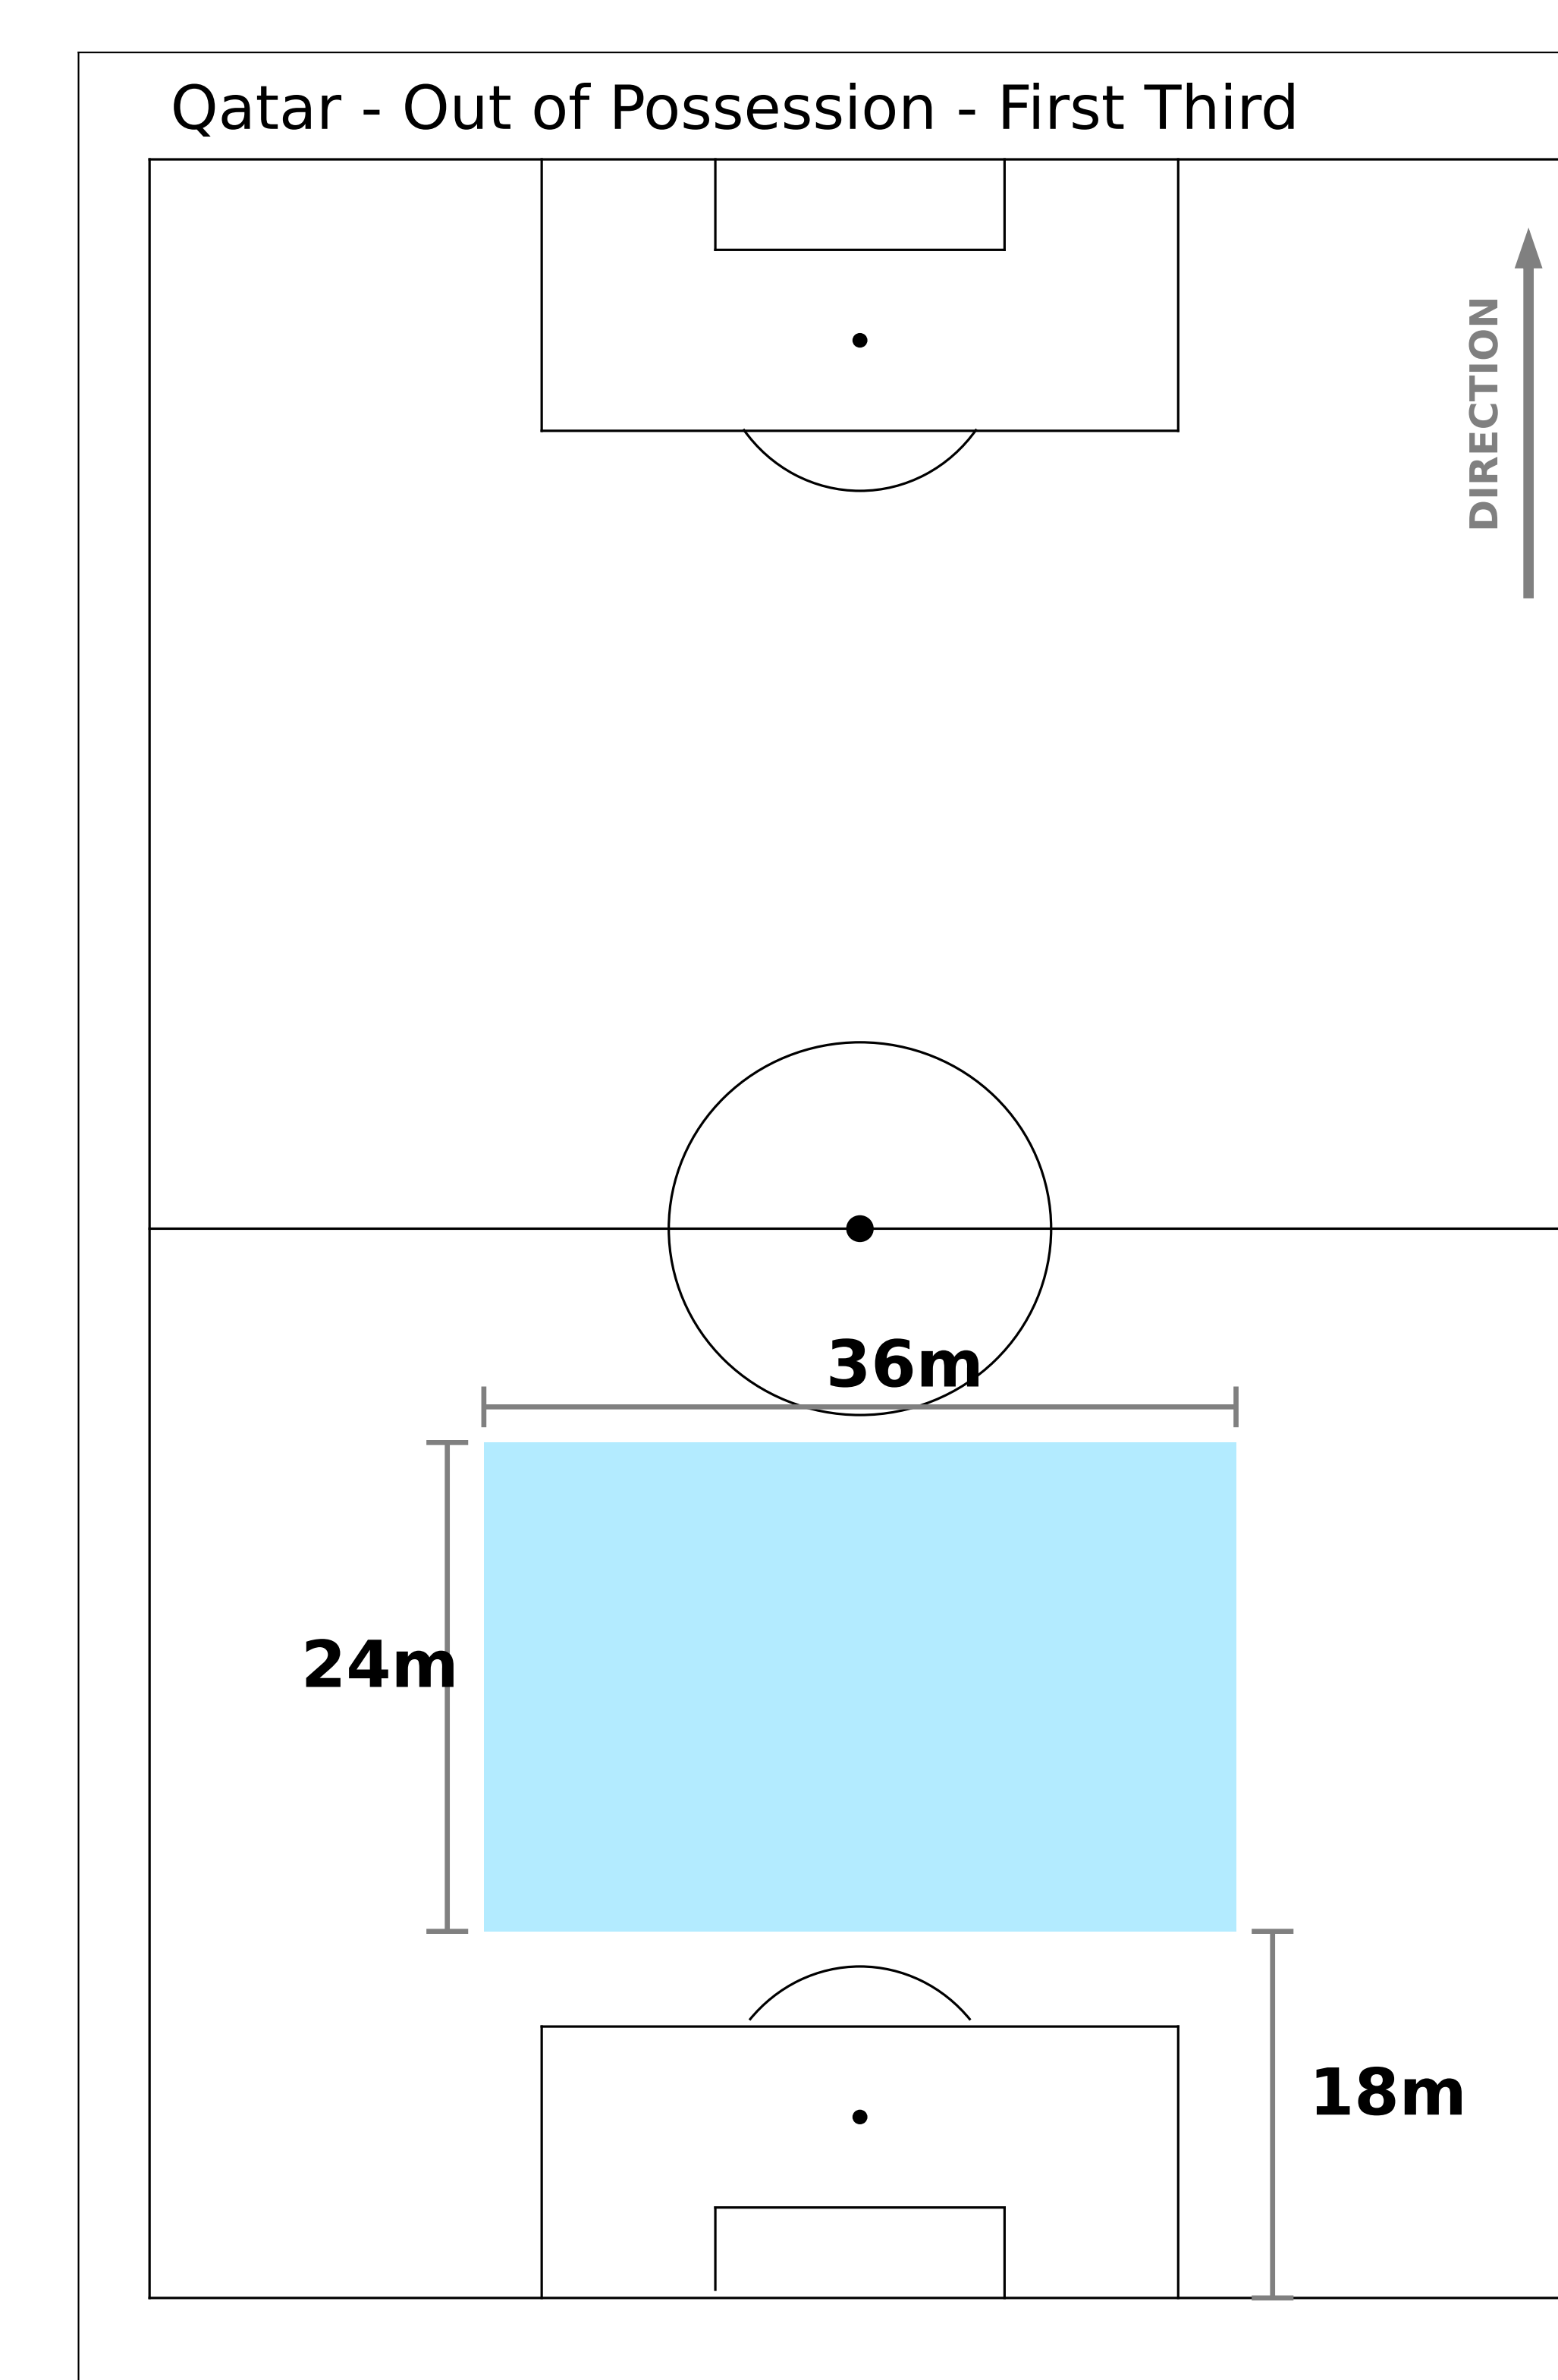 Qatar - Out of Possession - First Third
DIRECTION
36m
24m
18m